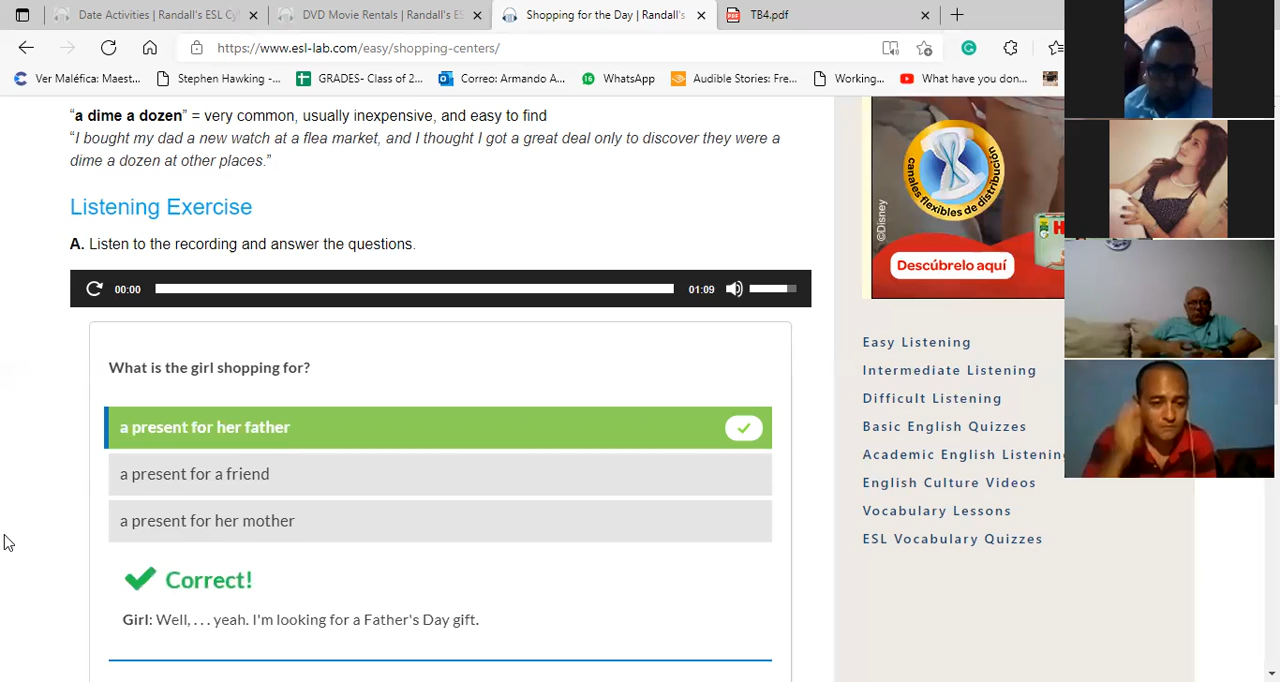 Date Activities | Randall's ESL Cy
DVD Movie Rentals | Randall's ES
Shopping for the Day | Randall's
TB4.pdf
https://www.esl-lab.com/easy/shopping-centers/
Ver Maléfica: Maest...
Stephen Hawking -...
GRADES- Class of 2...
Correo: Armando A...
WhatsApp
Audible Stories: Fre...
Working...
What have you don...
"a dime a dozen" = very common, usually inexpensive, and easy to find
"I bought my dad a new watch at a flea market, and I thought I got a great deal only to discover they were a
dime a dozen at other places."
Listening Exercise
A. Listen to the recording and answer the questions.
00:00
01:09
What is the girl shopping for?
a present for her father
a present for a friend
a present for her mother
Correct!
Girl: Well, . . . yeah. I'm looking for a Father's Day gift.
canales flexibles de distribución
©Disney
H
Descúbrelo aquí
Easy Listening
Intermediate Listening
Difficult Listening
Basic English Quizzes
Academic English Listenin
English Culture Videos
Vocabulary Lessons
ESL Vocabulary Quizzes